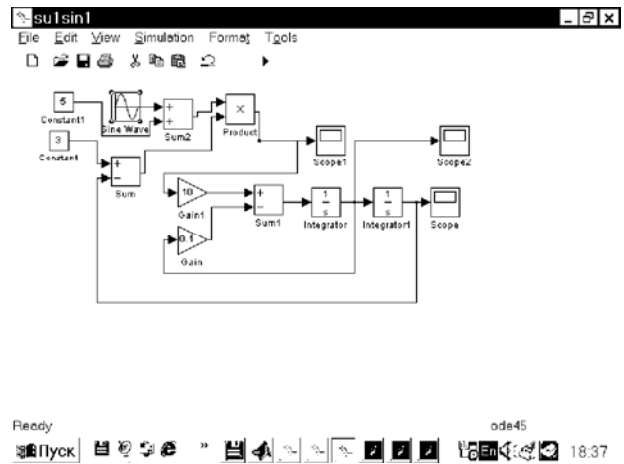 su1sin1
File Edit View Simulation Format Tools
5
Constant1
Sine Wave
+
+
Sum2
×
Product
Scope1
Scope2
3
Constant
+
−
Sum
10
Gain1
0.1
Gain
+
−
Sum1
1
s
Integrator
1
s
Integrator1
Scope
Ready
ode45
Пуск
»
En
18:37